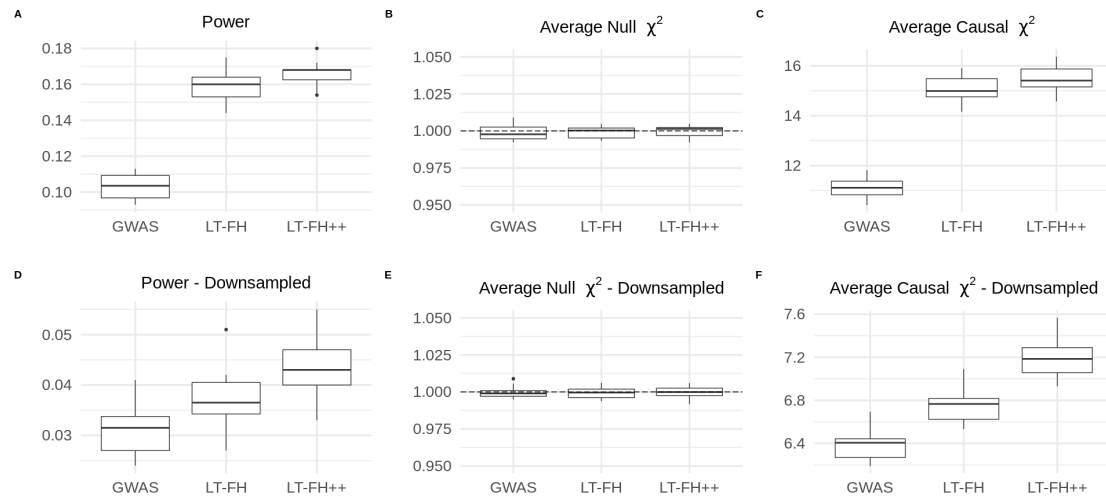 A
Power
0.18
0.16
0.14
0.12
0.10
GWAS LT-FH LT-FH++
B
Average Null χ²
1.050
1.025
1.000
0.975
0.950
GWAS LT-FH LT-FH++
C
Average Causal χ²
16
14
12
GWAS LT-FH LT-FH++
D
Power - Downsampled
0.05
0.04
0.03
GWAS LT-FH LT-FH++
E
Average Null χ² - Downsampled
1.050
1.025
1.000
0.975
0.950
GWAS LT-FH LT-FH++
F
Average Causal χ² - Downsampled
7.6
7.2
6.8
6.4
GWAS LT-FH LT-FH++